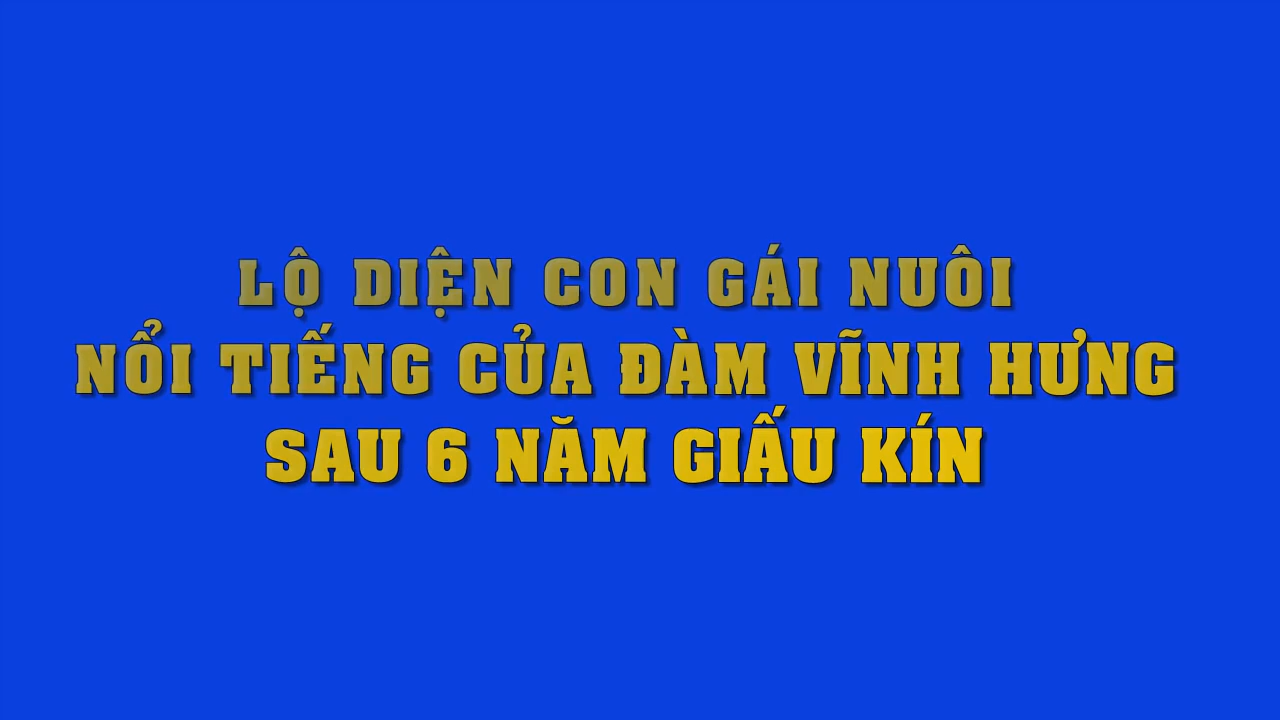 LỘ DIỆN CON GÁI NUÔI
NỔI TIẾNG CỦA ĐÀM VĨNH HƯNG
SAU 6 NĂM GIẤU KÍN